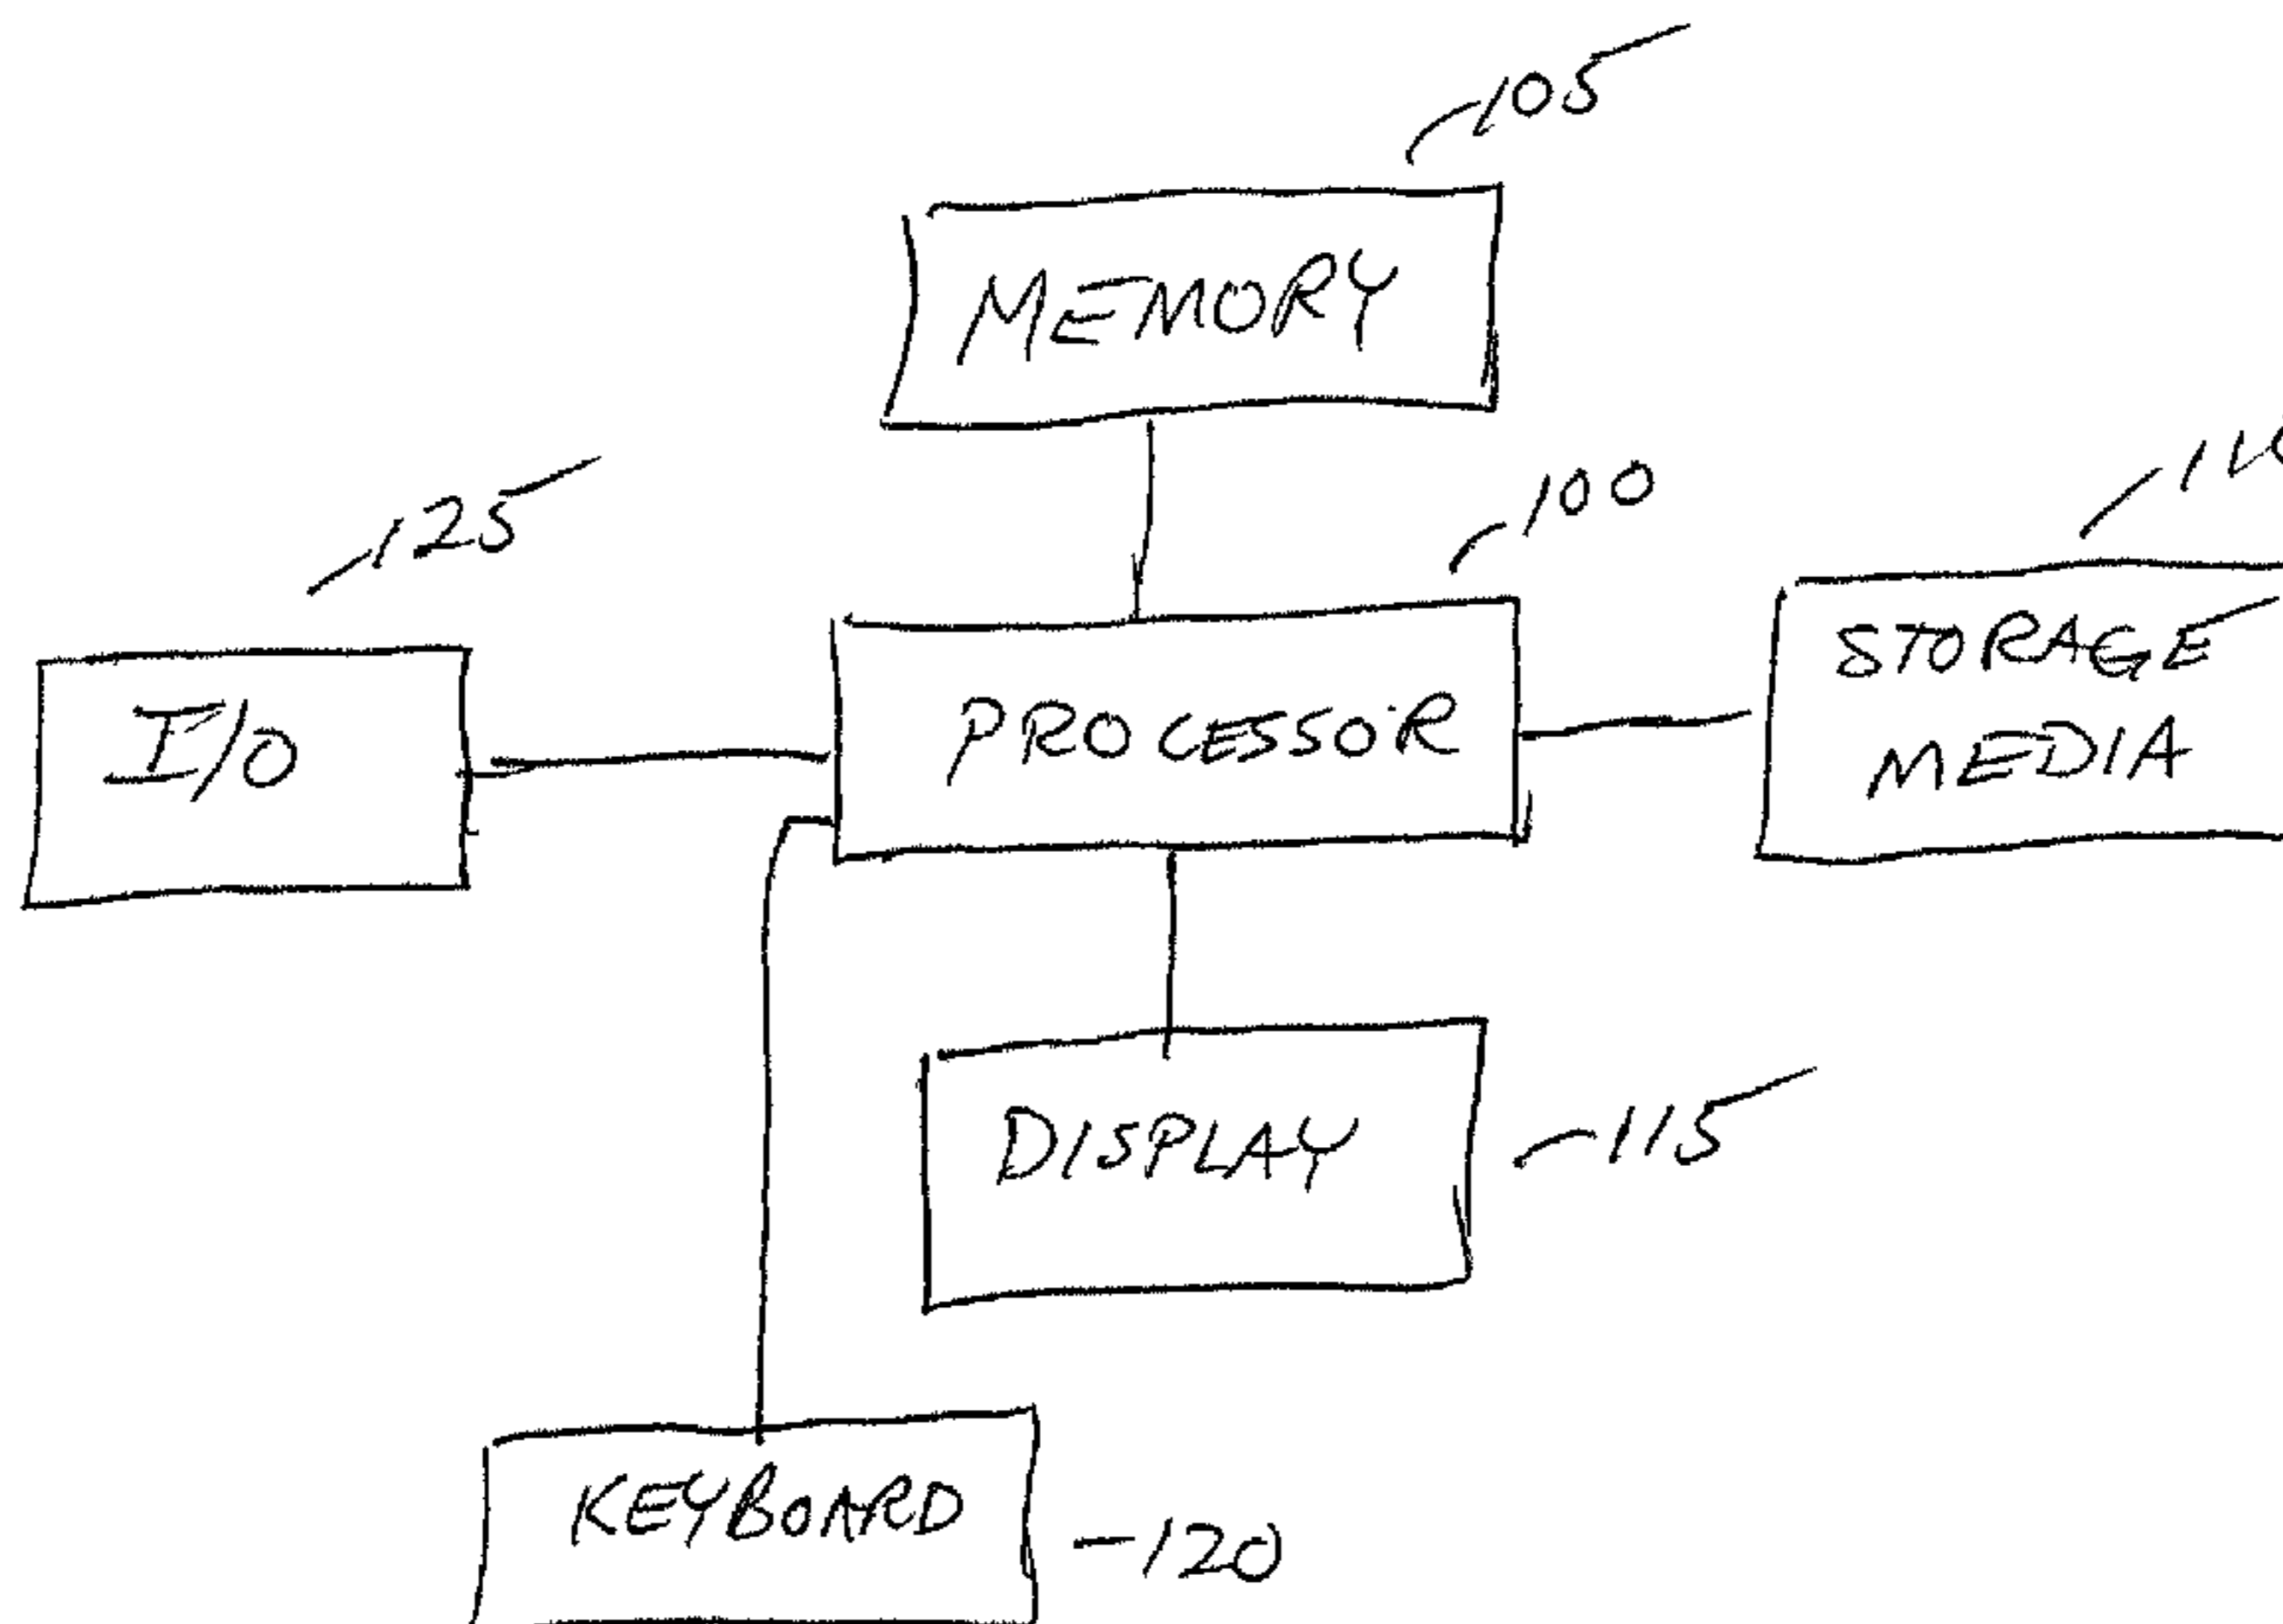 105
MEMORY
125
100
I/O
PROCESSOR
STORAGE
MEDIA
DISPLAY
115
KEYBOARD
120